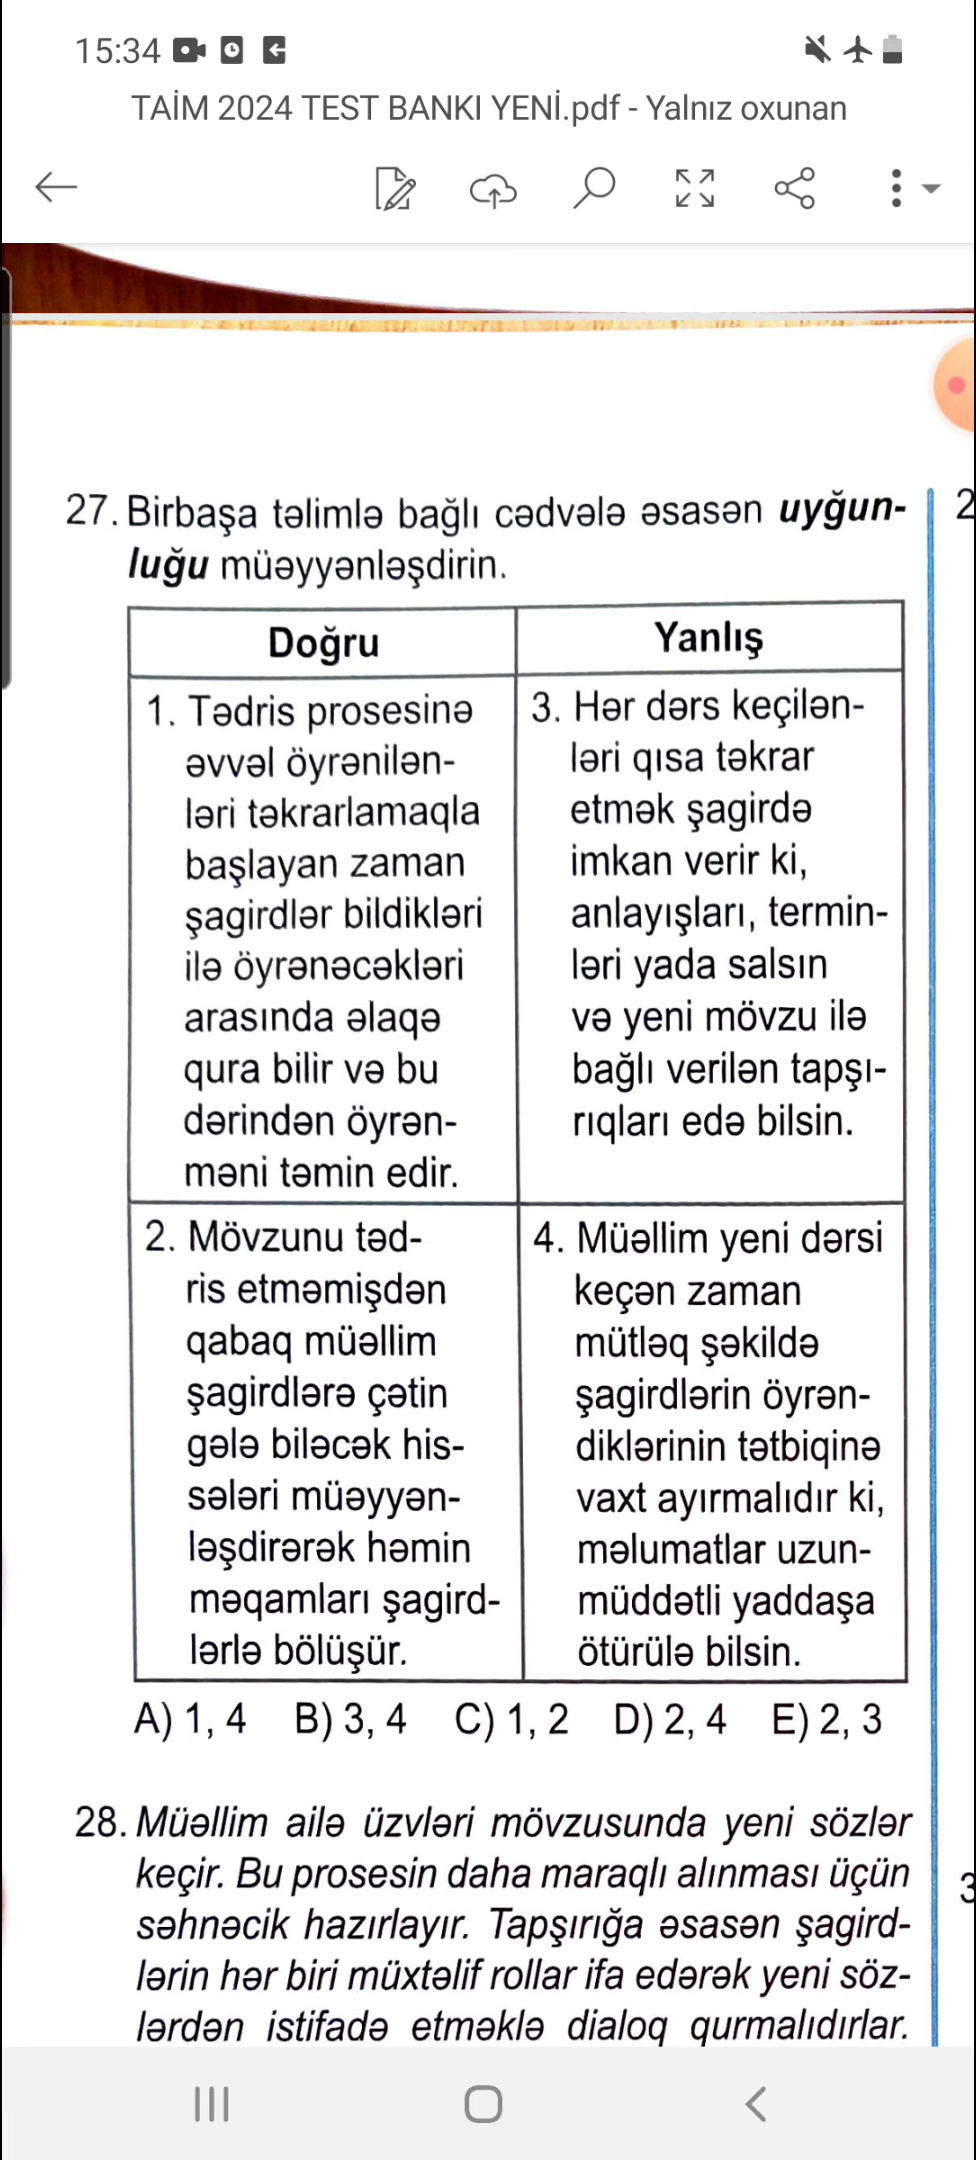 15:34
TAİM 2024 TEST BANKI YENİ.pdf - Yalnız oxunan
27. Birbaşa təlimlə bağlı cədvələ əsasən uyğun-
luğu müəyyənləşdirin.
Doğru
1. Tədris prosesinə
əvvəl öyrənilən-
ləri təkrarlamaqla
başlayan zaman
şagirdlər bildikləri
ilə öyrənəcəkləri
arasında əlaqə
qura bilir və bu
dərindən öyrən-
məni təmin edir.
2. Mövzunu təd-
ris etməmişdən
qabaq müəllim
şagirdlərə çətin
gələ biləcək his-
sələri müəyyən-
ləşdirərək həmin
məqamları şagird-
lərlə bölüşür.
Yanlış
3. Hər dərs keçilən-
ləri qısa təkrar
etmək şagirdə
imkan verir ki,
anlayışları, termin-
ləri yada salsın
və yeni mövzu ilə
bağlı verilən tapşı-
rıqları edə bilsin.
4. Müəllim yeni dərsi
keçən zaman
mütləq şəkildə
şagirdlərin öyrən-
diklərinin tətbiqinə
vaxt ayırmalıdır ki,
məlumatlar uzun-
müddətli yaddaşa
ötürülə bilsin.
A) 1, 4 B) 3, 4 C) 1, 2 D) 2, 4 E) 2, 3
28. Müəllim ailə üzvləri mövzusunda yeni sözlər
keçir. Bu prosesin daha maraqlı alınması üçün
səhnəcik hazırlayır. Tapşırığa əsasən şagird-
lərin hər biri müxtəlif rollar ifa edərək yeni söz-
lərdən istifadə etməklə dialoq qurmalıdırlar.
2
3